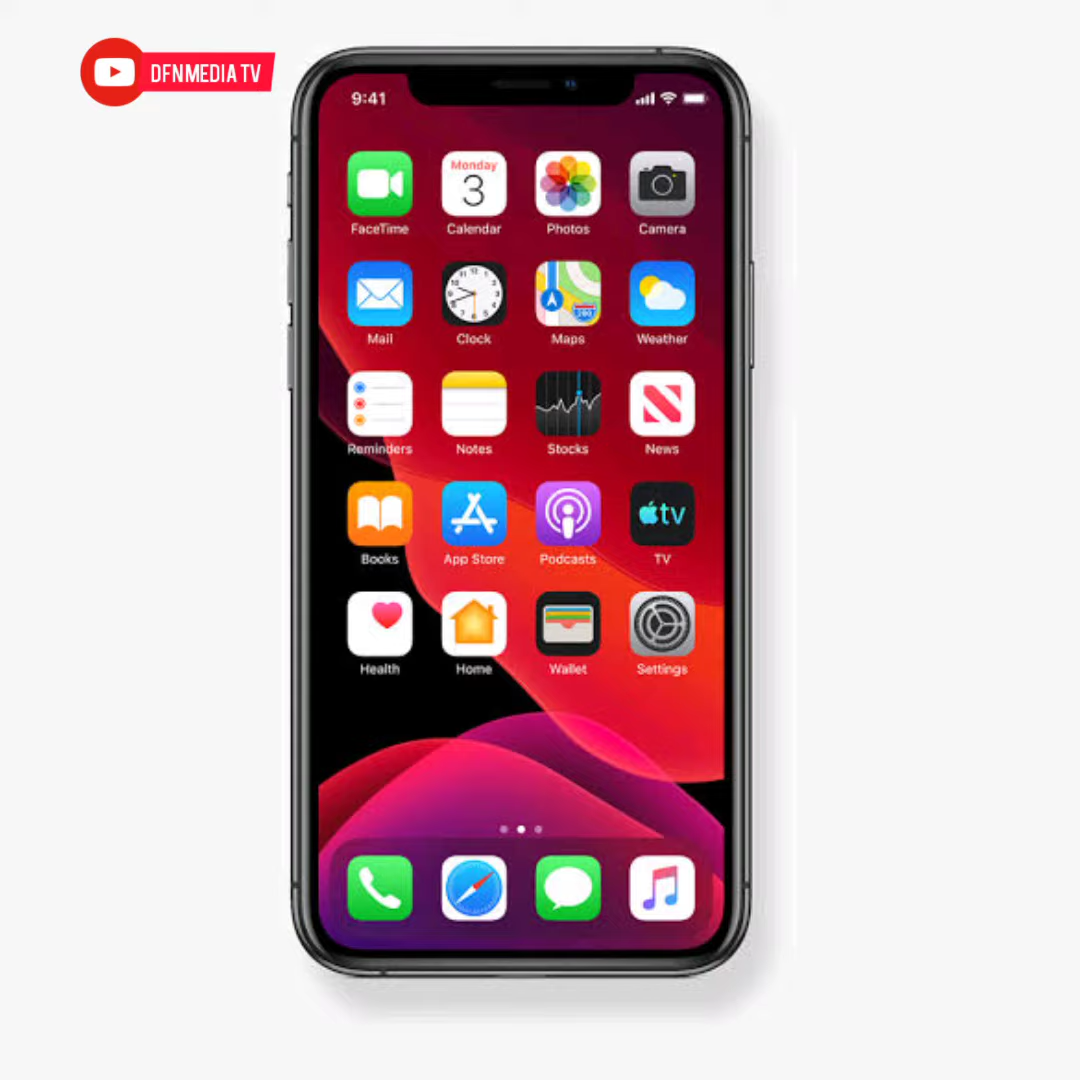 DFNMEDIA TV
9:41
Monday
3
FaceTime Calendar Photos Camera
Mail Clock Maps Weather
Reminders Notes Stocks News
tv
Books App Store Podcasts TV
Health Home Wallet Settings